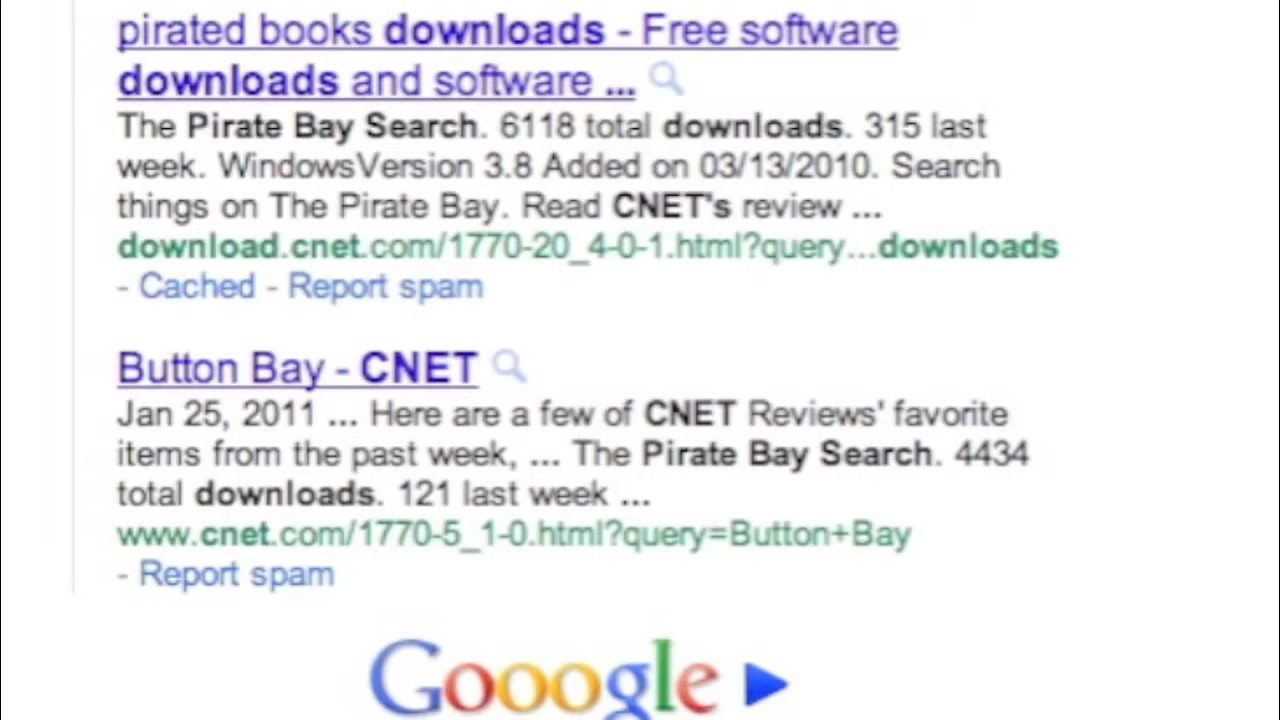 pirated books downloads - Free software
downloads and software ...
The Pirate Bay Search. 6118 total downloads. 315 last
week. WindowsVersion 3.8 Added on 03/13/2010. Search
things on The Pirate Bay. Read CNET's review ...
download.cnet.com/1770-20_4-0-1.html?query...downloads
- Cached - Report spam
Button Bay - CNET
Jan 25, 2011 ... Here are a few of CNET Reviews' favorite
items from the past week, ... The Pirate Bay Search. 4434
total downloads. 121 last week ...
www.cnet.com/1770-5_1-0.html?query=Button+Bay
- Report spam
Gooogle